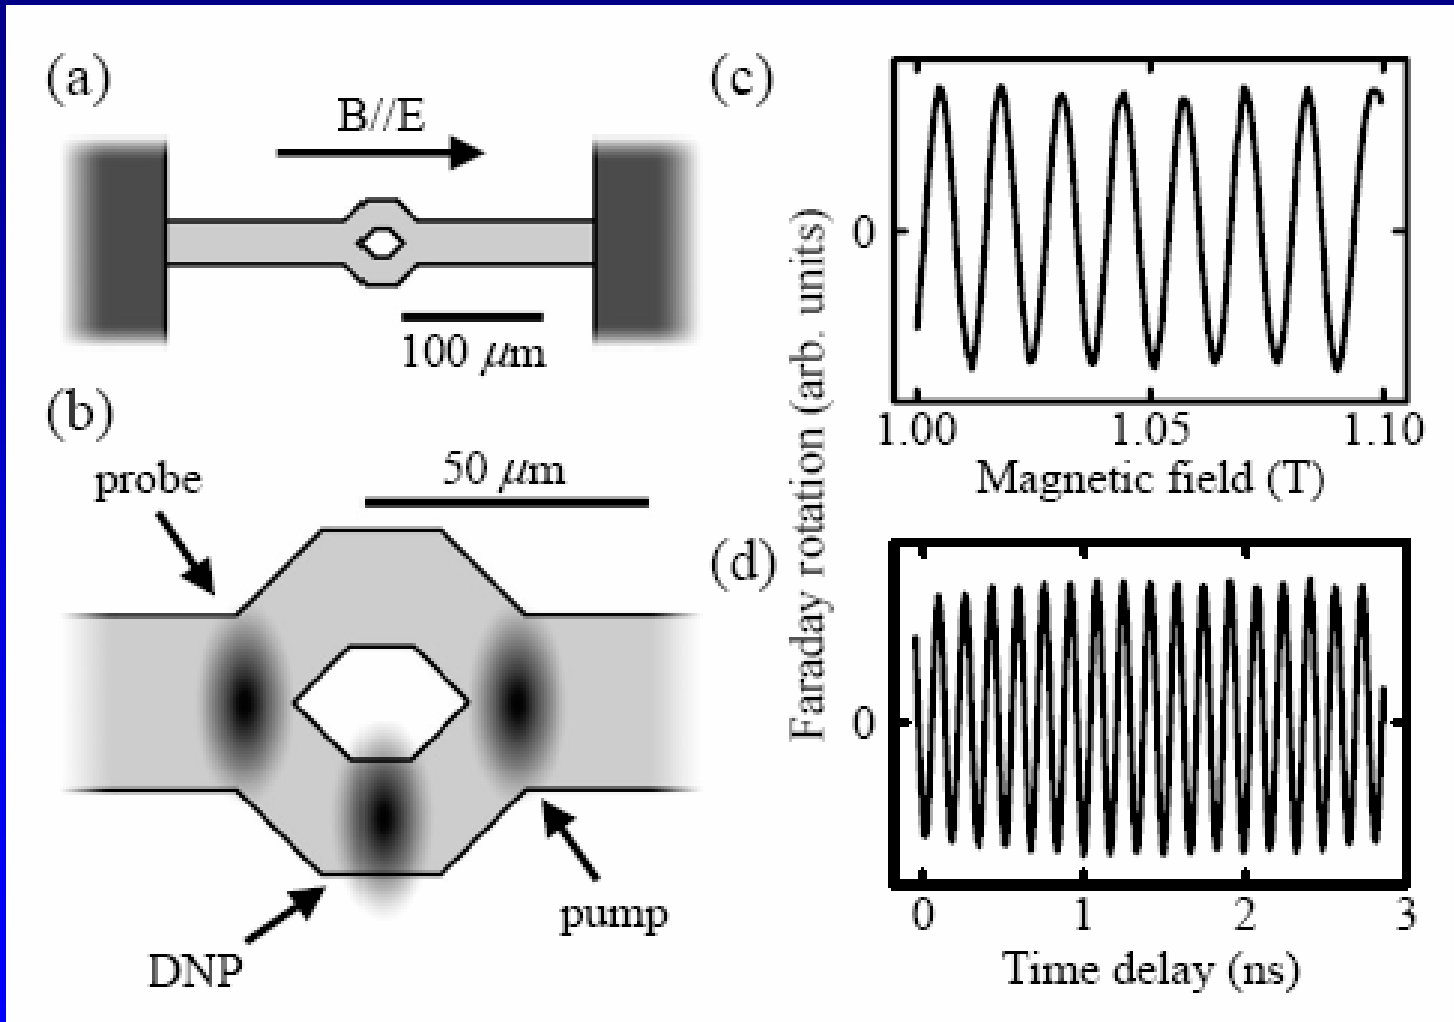 (a)
B//E
100 μm
(b)
50 μm
probe
DNP
pump
Faraday rotation (arb. units)
(c)
0
1.00 1.05 1.10
Magnetic field (T)
(d)
0
0 1 2 3
Time delay (ns)